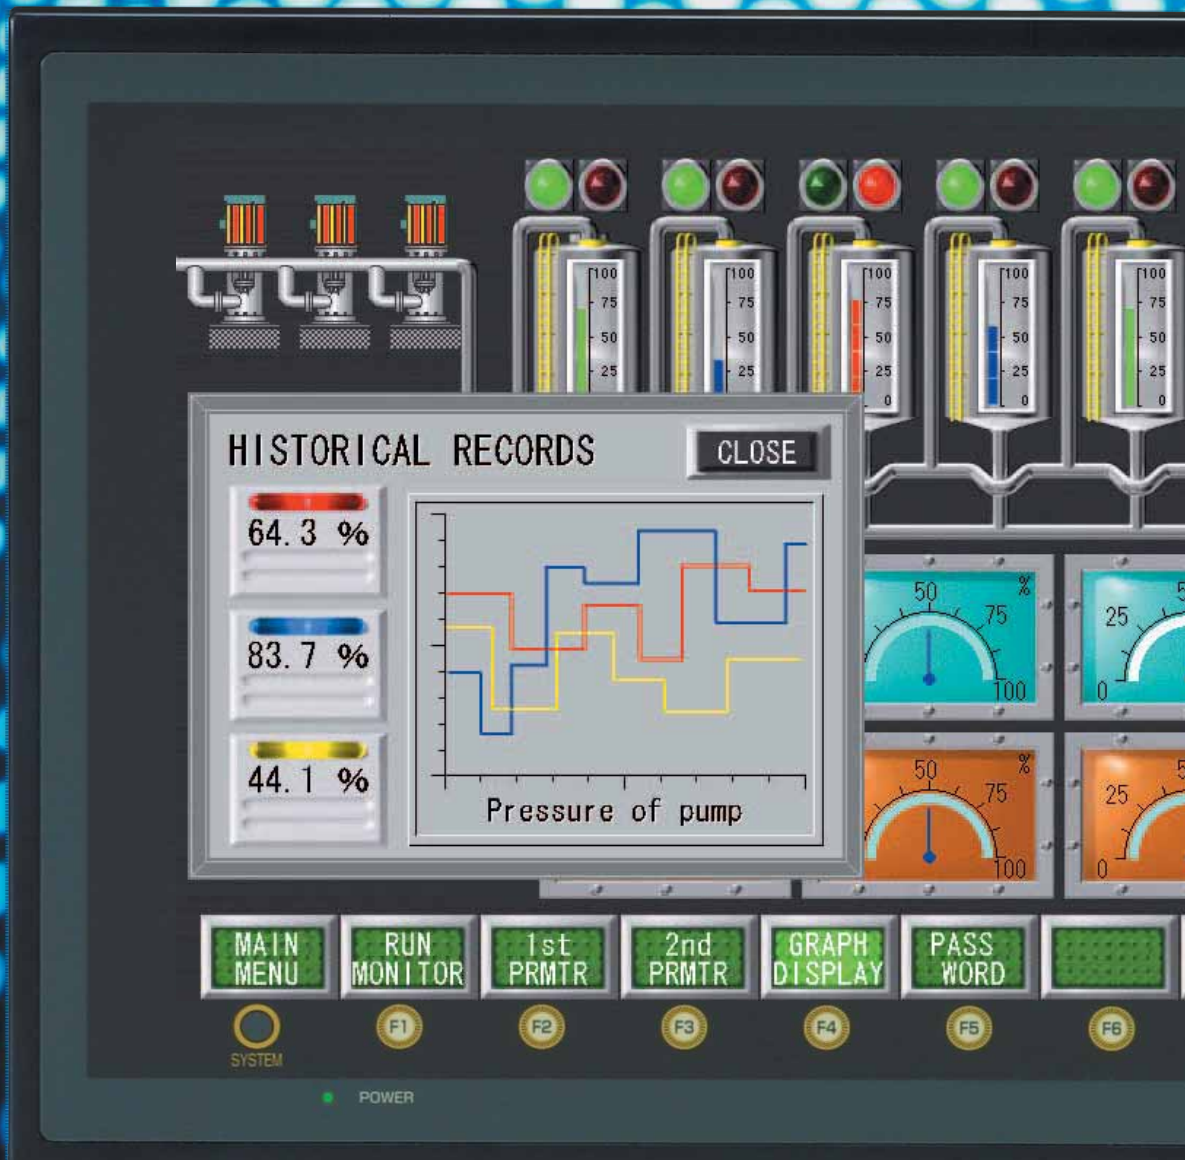 100
75
50
25
100
75
50
25
100
75
50
25
0
100
75
50
25
0
100
75
50
25
0
HISTORICAL RECORDS
CLOSE
64.3 %
83.7 %
44.1 %
Pressure of pump
50
%
75
100
25
0
50
%
75
100
25
0
MAIN
MENU
RUN
MONITOR
1st
PRMTR
2nd
PRMTR
GRAPH
DISPLAY
PASS
WORD
SYSTEM
F1
F2
F3
F4
F5
F6
POWER